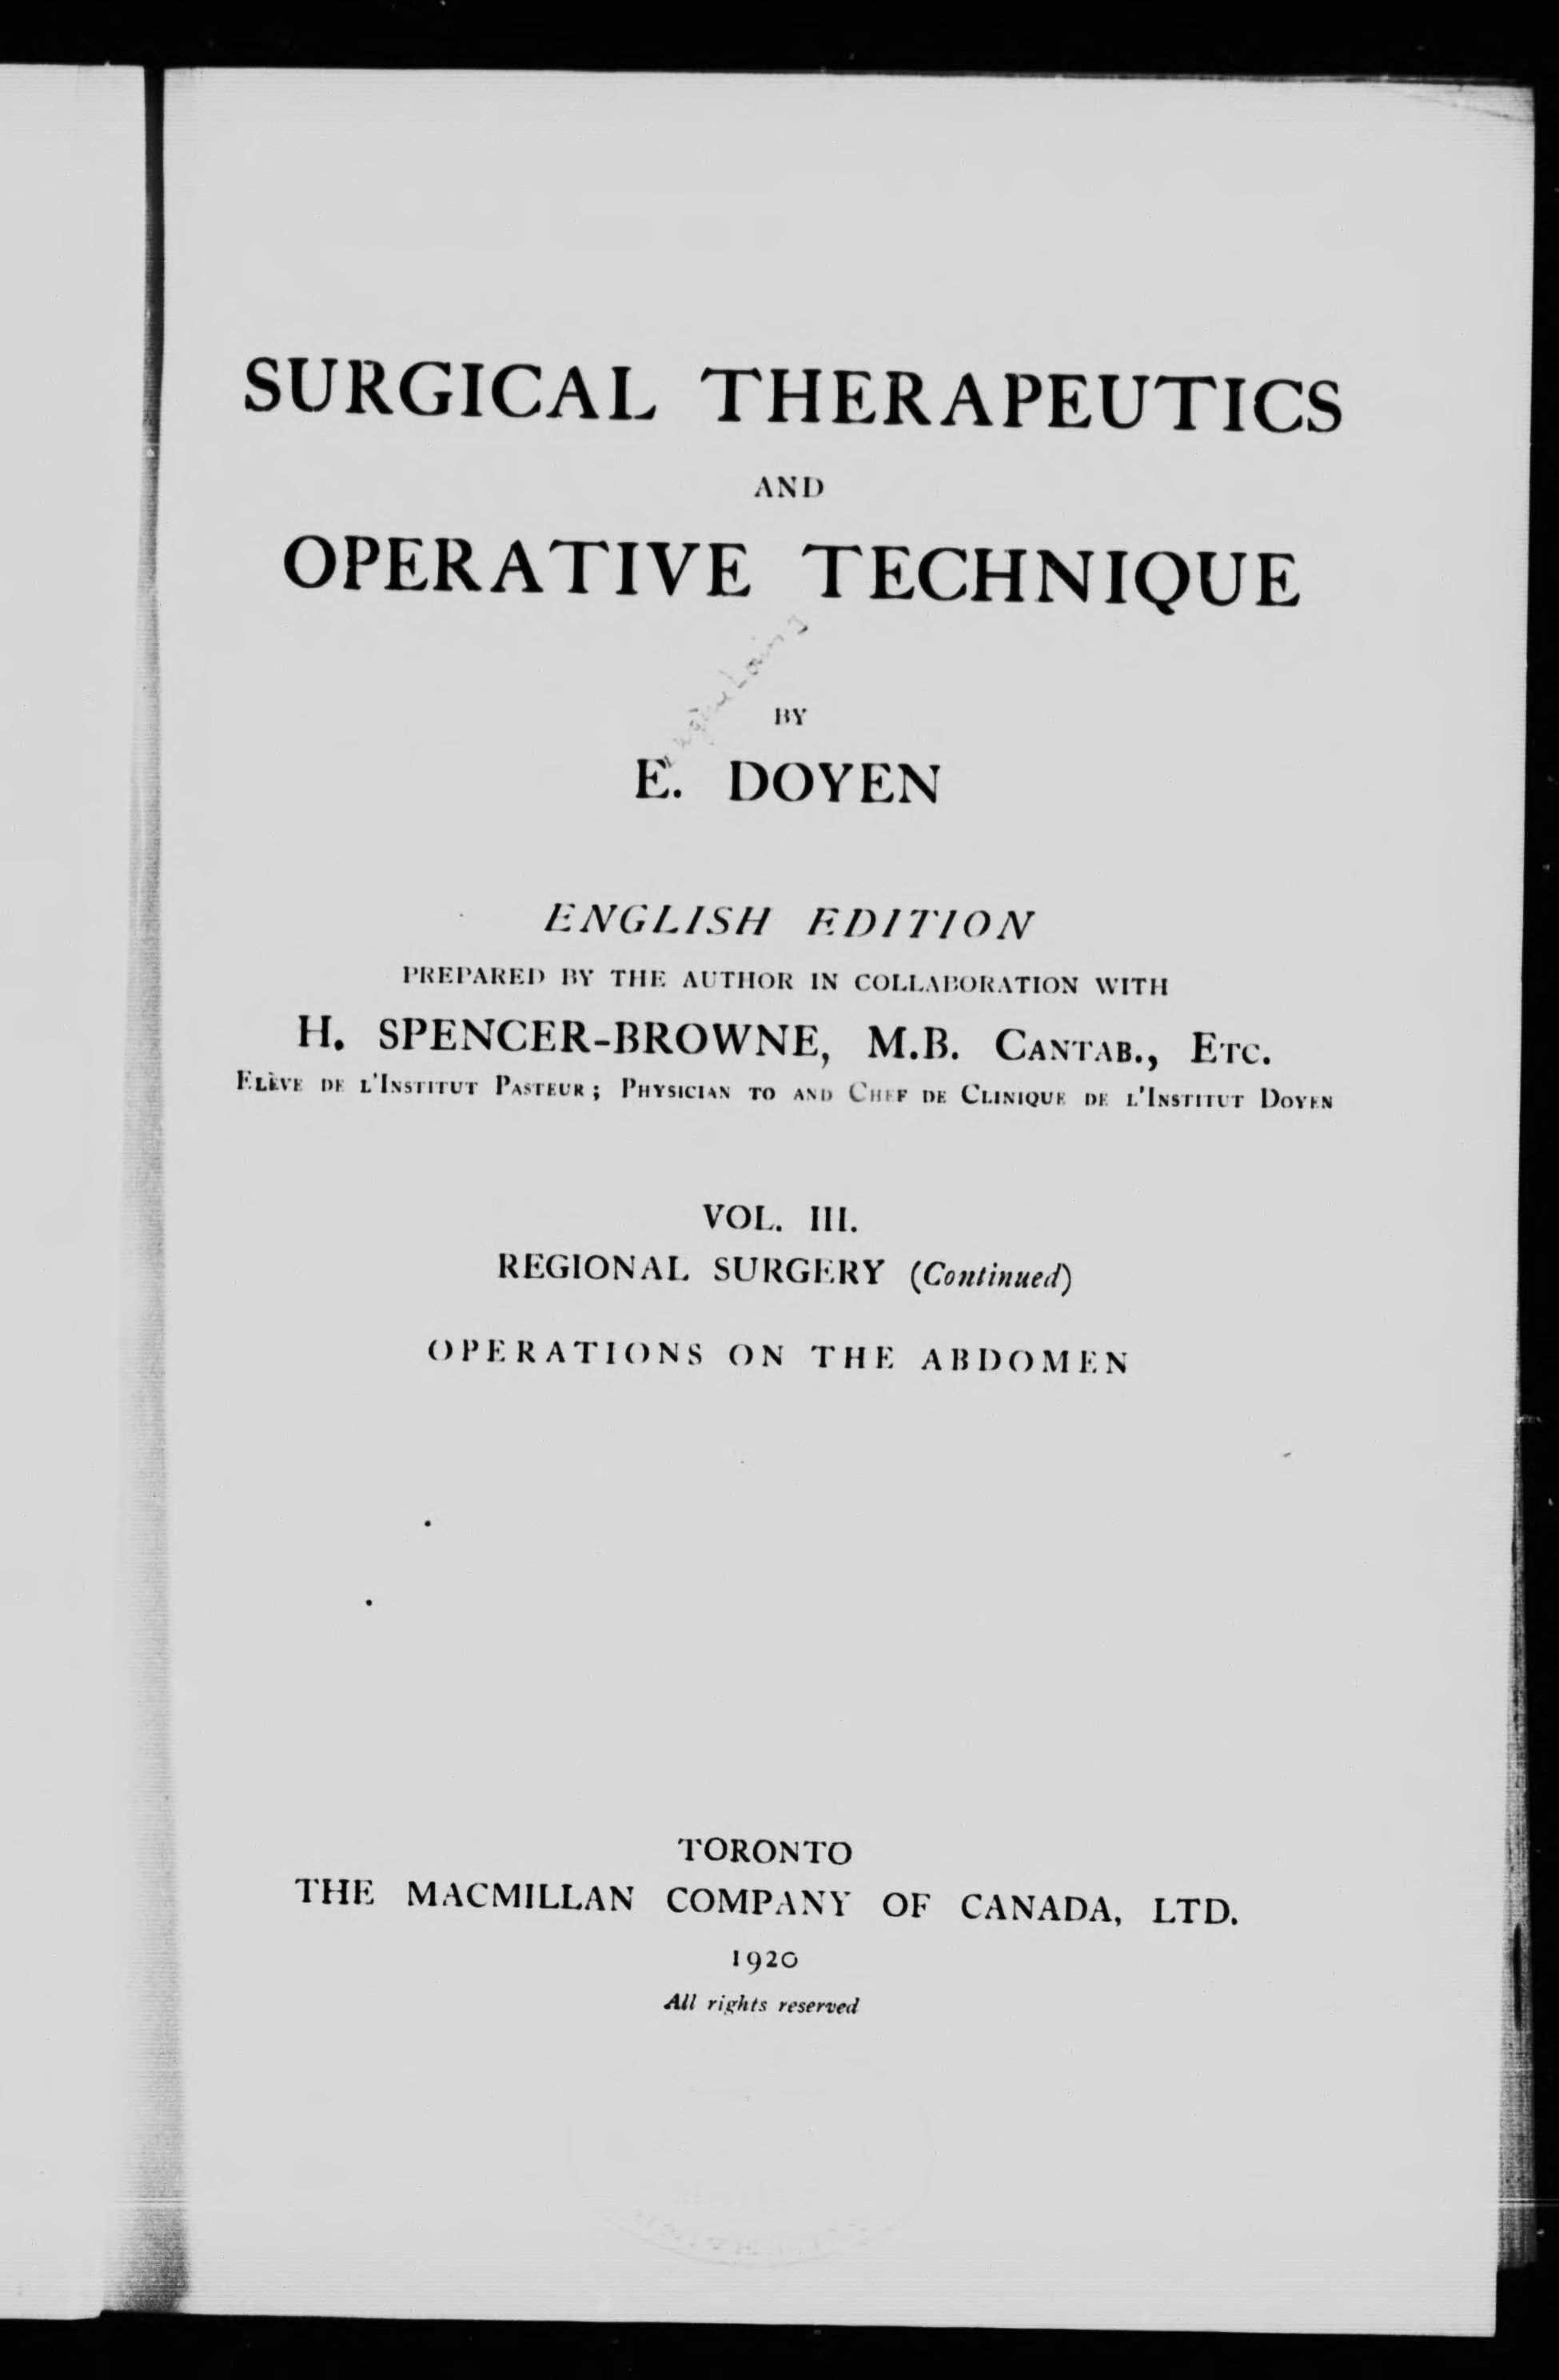 SURGICAL THERAPEUTICS
AND
OPERATIVE TECHNIQUE
BY
E. DOYEN
ENGLISH EDITION
PREPARED BY THE AUTHOR IN COLLABORATION WITH
H. SPENCER-BROWNE, M.B. CANTAB., ETC.
ELÈVE DE L'INSTITUT PASTEUR; PHYSICIAN TO AND CHEF DE CLINIQUE DE L'INSTITUT DOYEN
VOL. III.
REGIONAL SURGERY (Continued)
OPERATIONS ON THE ABDOMEN
TORONTO
THE MACMILLAN COMPANY OF CANADA, LTD.
1920
All rights reserved